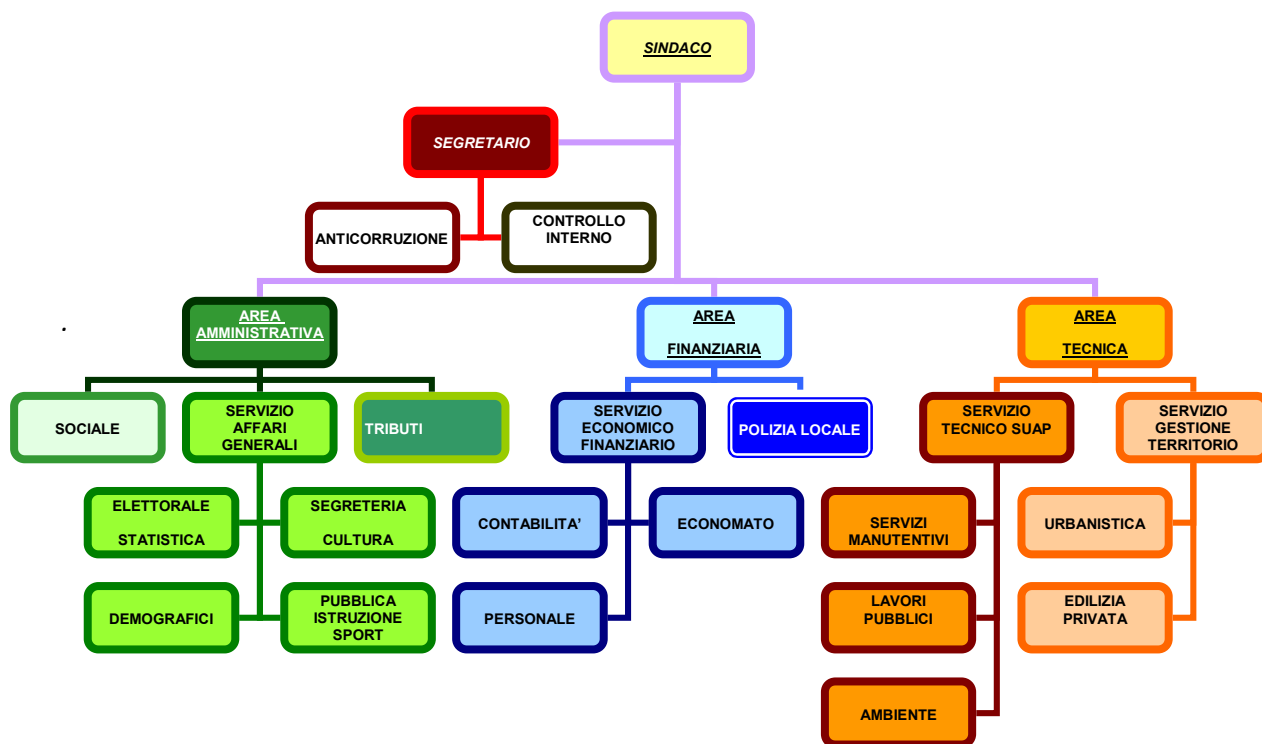 SINDACO
SEGRETARIO
ANTICORRUZIONE
CONTROLLO
INTERNO
.
AREA
AMMINISTRATIVA
AREA
FINANZIARIA
AREA
TECNICA
SOCIALE
SERVIZIO
AFFARI
GENERALI
TRIBUTI
SERVIZIO
ECONOMICO
FINANZIARIO
POLIZIA LOCALE
SERVIZIO
TECNICO SUAP
SERVIZIO
GESTIONE
TERRITORIO
ELETTORALE
STATISTICA
SEGRETERIA
CULTURA
CONTABILITA’
ECONOMATO
SERVIZI
MANUTENTIVI
URBANISTICA
DEMOGRAFICI
PUBBLICA
ISTRUZIONE
SPORT
PERSONALE
LAVORI
PUBBLICI
EDILIZIA
PRIVATA
AMBIENTE